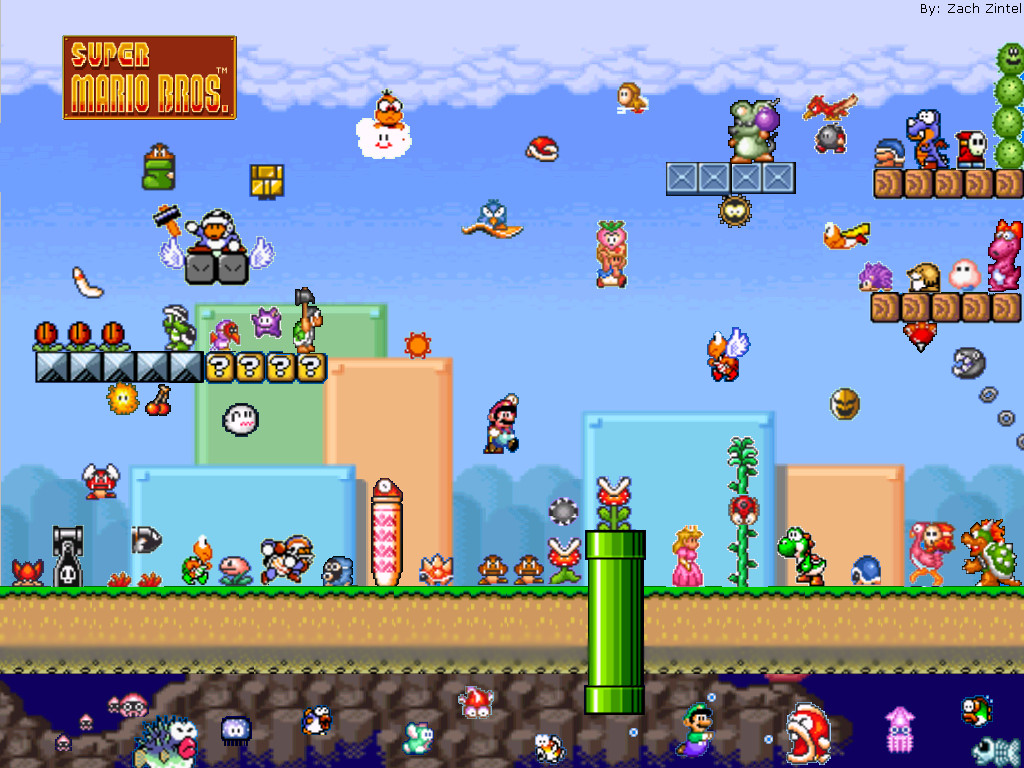 By: Zach Zintel
SUPER
MARIO BROS.™
? ? ? ?